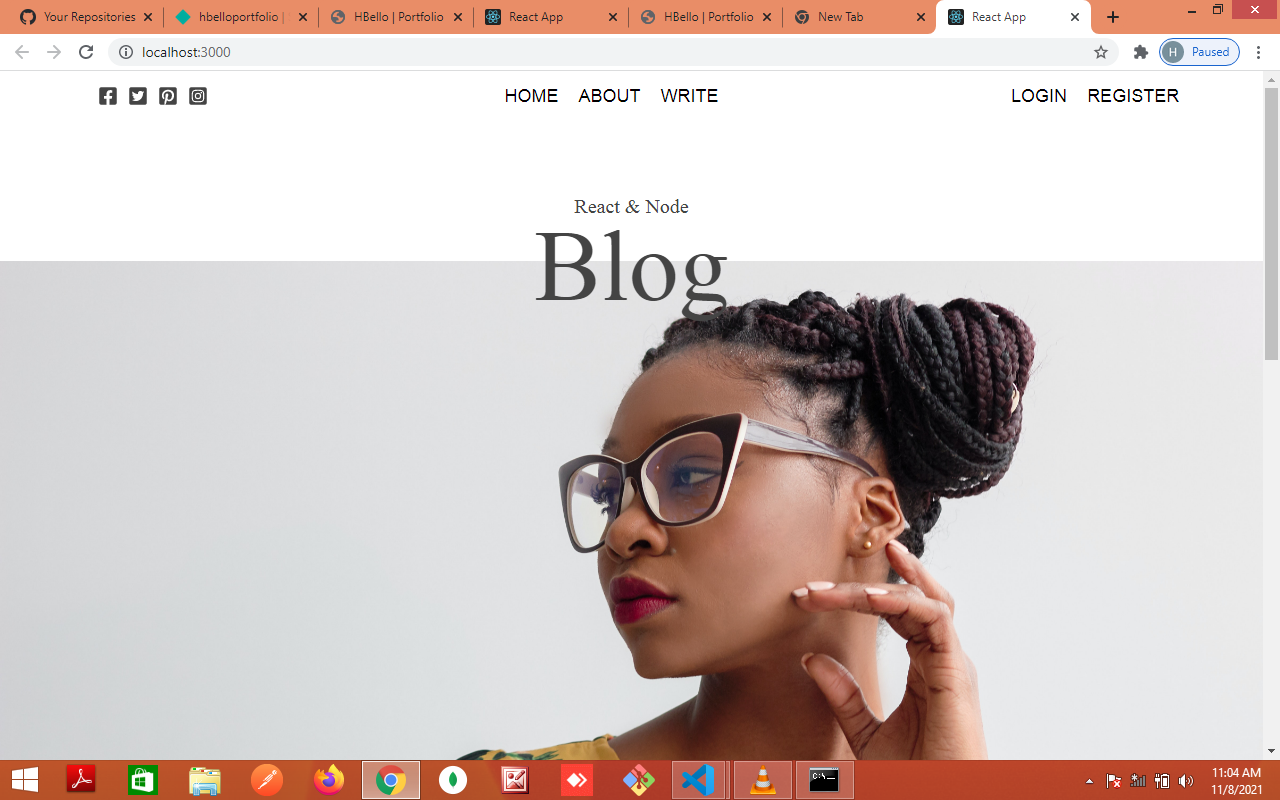 Your Repositories
hbelloportfolio |
HBello | Portfolio
React App
HBello | Portfolio
New Tab
React App
localhost:3000
H
Paused
HOME
ABOUT
WRITE
LOGIN
REGISTER
React & Node
Blog
C:\_
11:04 AM
11/8/2021